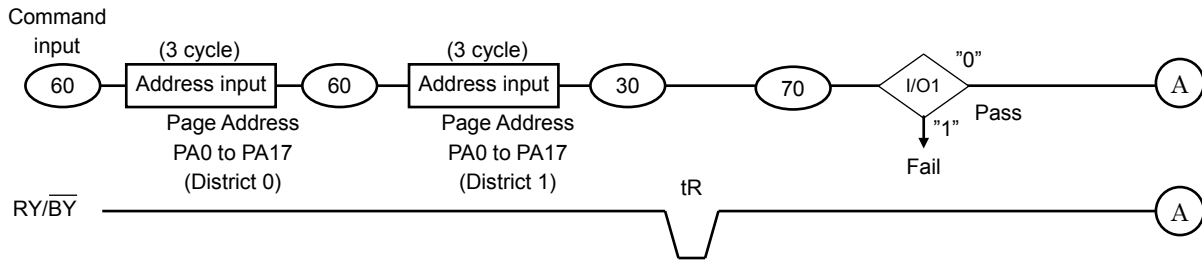 Command
input
(3 cycle)
(3 cycle)
60
Address input
60
Address input
30
70
I/O1
”0”
A
Pass
”1”
Fail
Page Address
PA0 to PA17
(District 0)
Page Address
PA0 to PA17
(District 1)
tR
RY/B̅Y̅
A